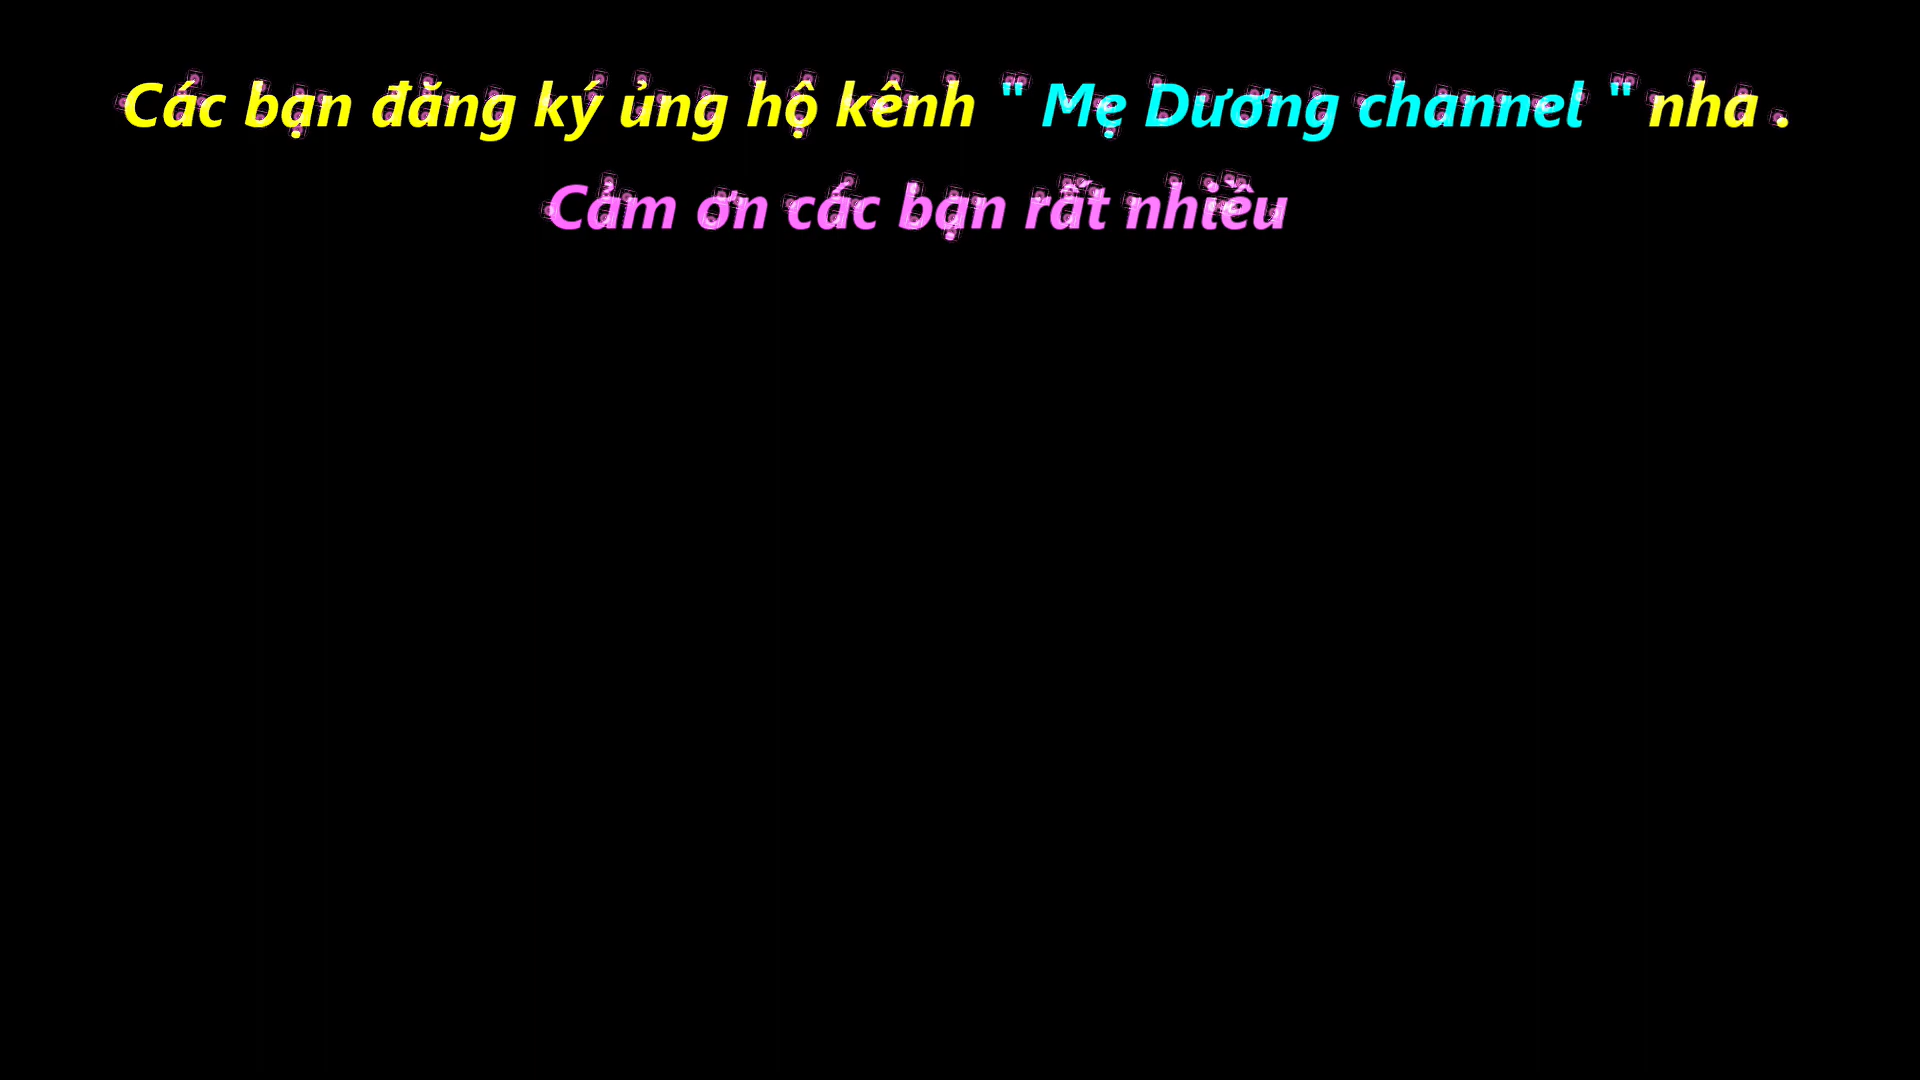 Các bạn đăng ký ủng hộ kênh " Mẹ Dương channel " nha .
Cảm ơn các bạn rất nhiều